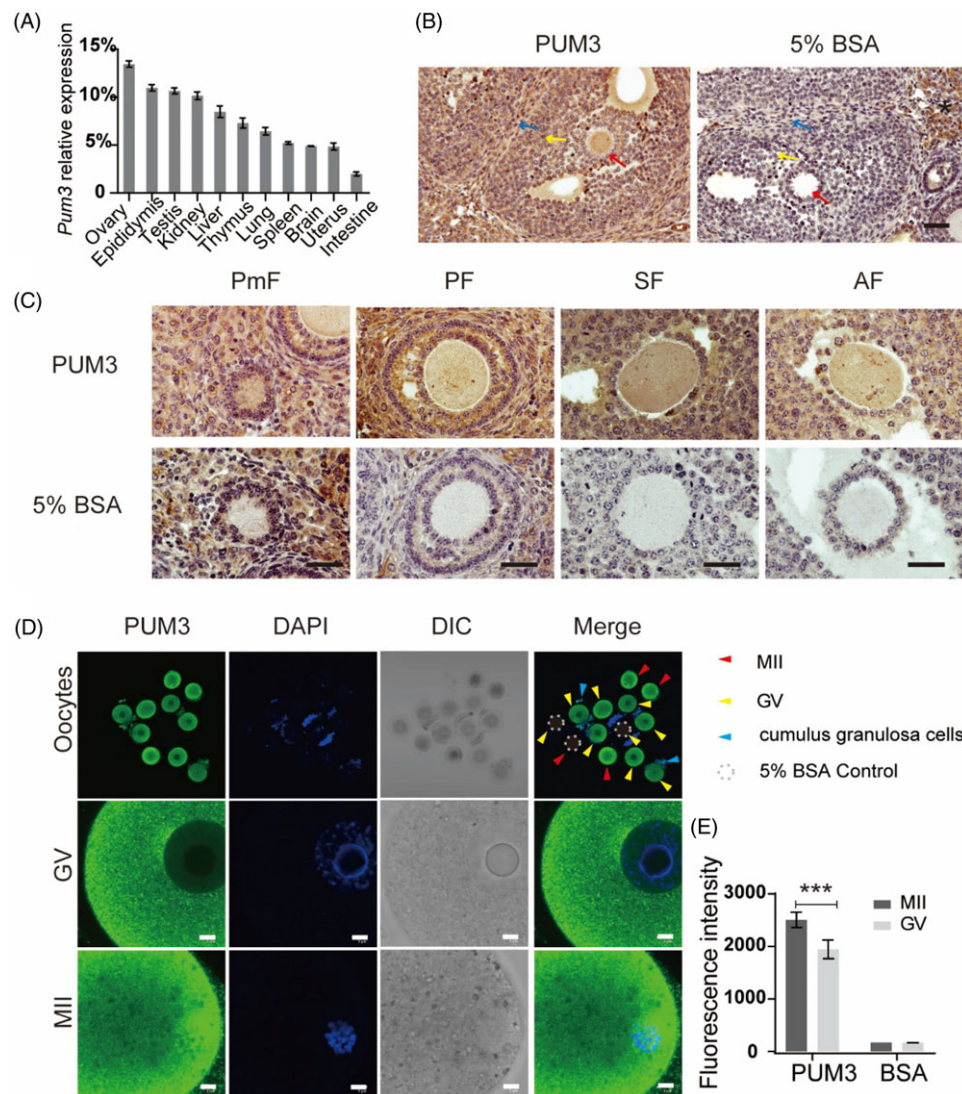 (A)
Pum3 relative expression
15%
10%
5%
0
Ovary
Epididymis
Testis
Kidney
Liver
Thymus
Lung
Spleen
Brain
Uterus
Intestine
(B)
PUM3 5% BSA
*
(C)
PmF PF SF AF
PUM3
5% BSA
(D)
PUM3 DAPI DIC Merge
Oocytes
GV
MII
MII
GV
cumulus granulosa cells
5% BSA Control
(E)
Fluorescence intensity
3000
2000
1000
0
***
MII
GV
PUM3 BSA